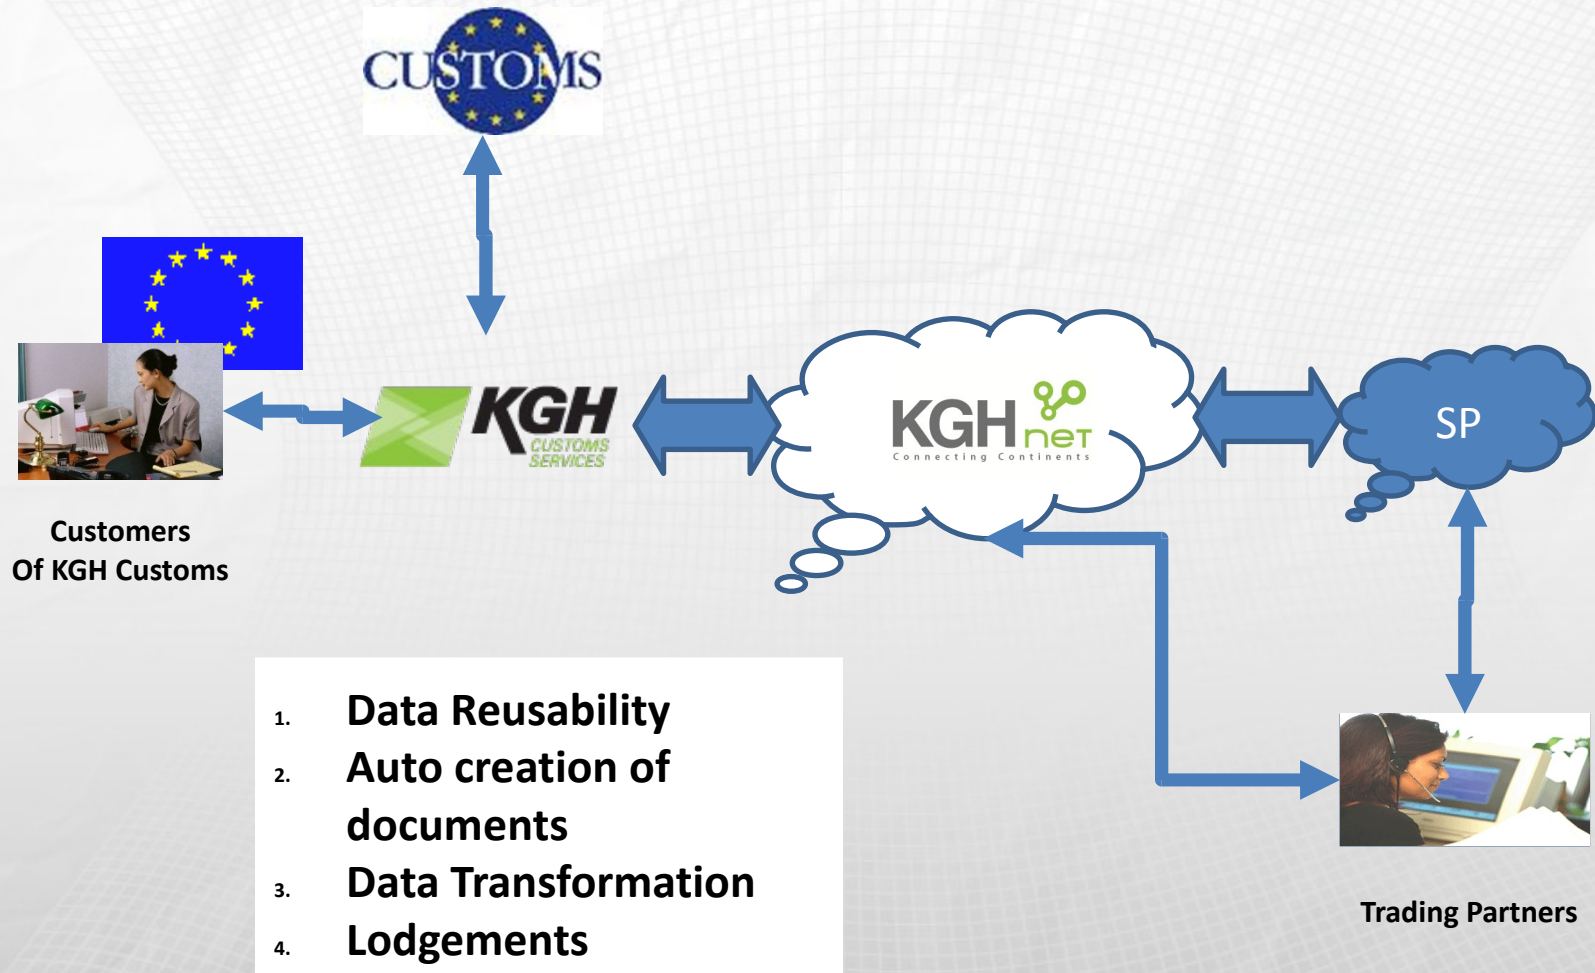 CUSTOMS
KGH
CUSTOMS
SERVICES
KGH net
Connecting Continents
SP
Customers
Of KGH Customs
1. Data Reusability
2. Auto creation of
documents
3. Data Transformation
4. Lodgements
Trading Partners